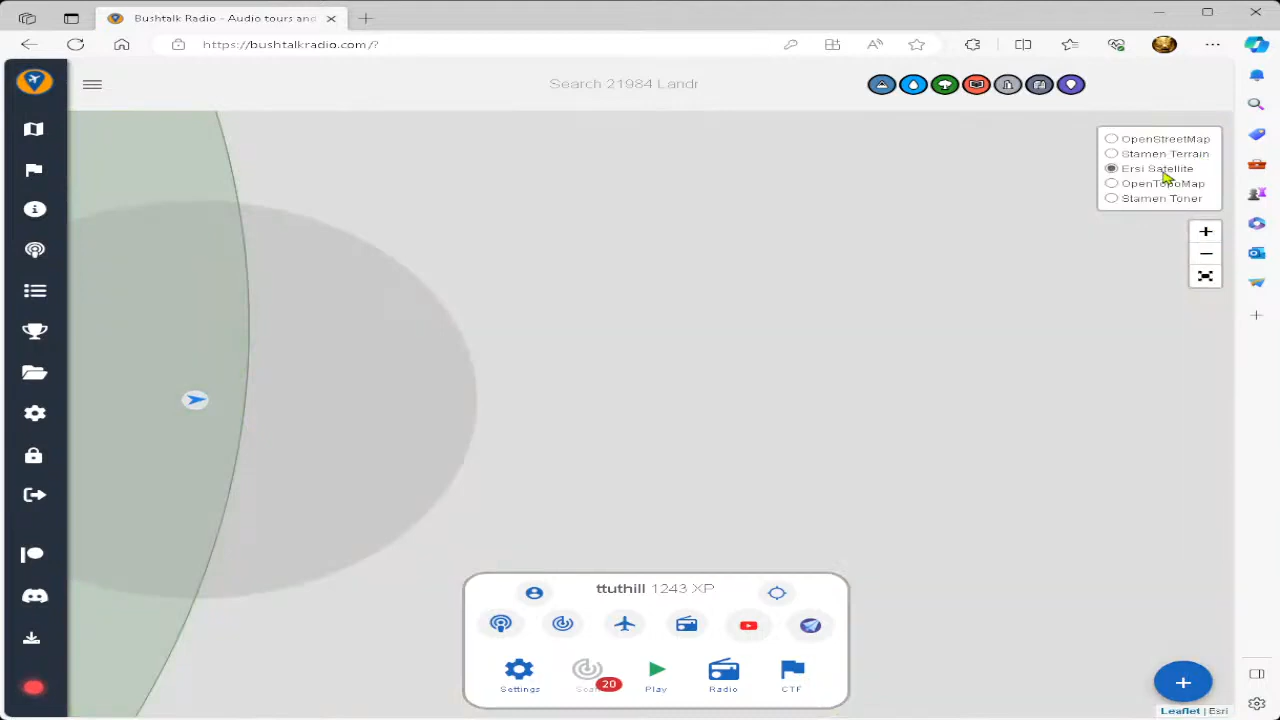 Bushtalk Radio - Audio tours and
https://bushtalkradio.com/?
Search 21984 Landr
OpenStreetMap
Stamen Terrain
Ersi Satellite
OpenTopoMap
Stamen Toner
ttuthill 1243 XP
Settings
20
Play
Radio
CTF
Leaflet | Esri